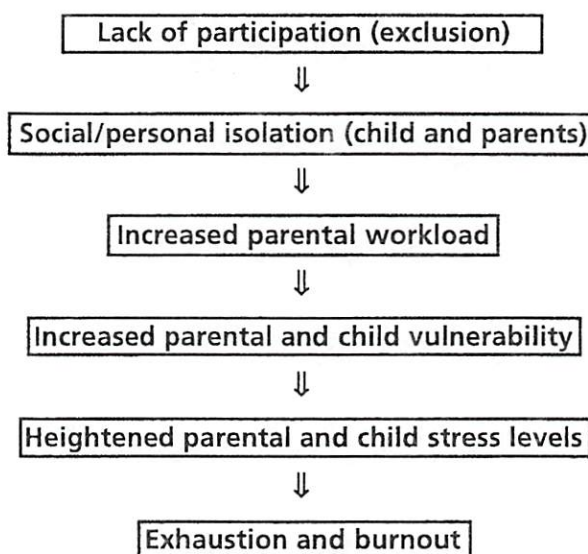 Lack of participation (exclusion)
⇓
Social/personal isolation (child and parents)
⇓
Increased parental workload
⇓
Increased parental and child vulnerability
⇓
Heightened parental and child stress levels
⇓
Exhaustion and burnout